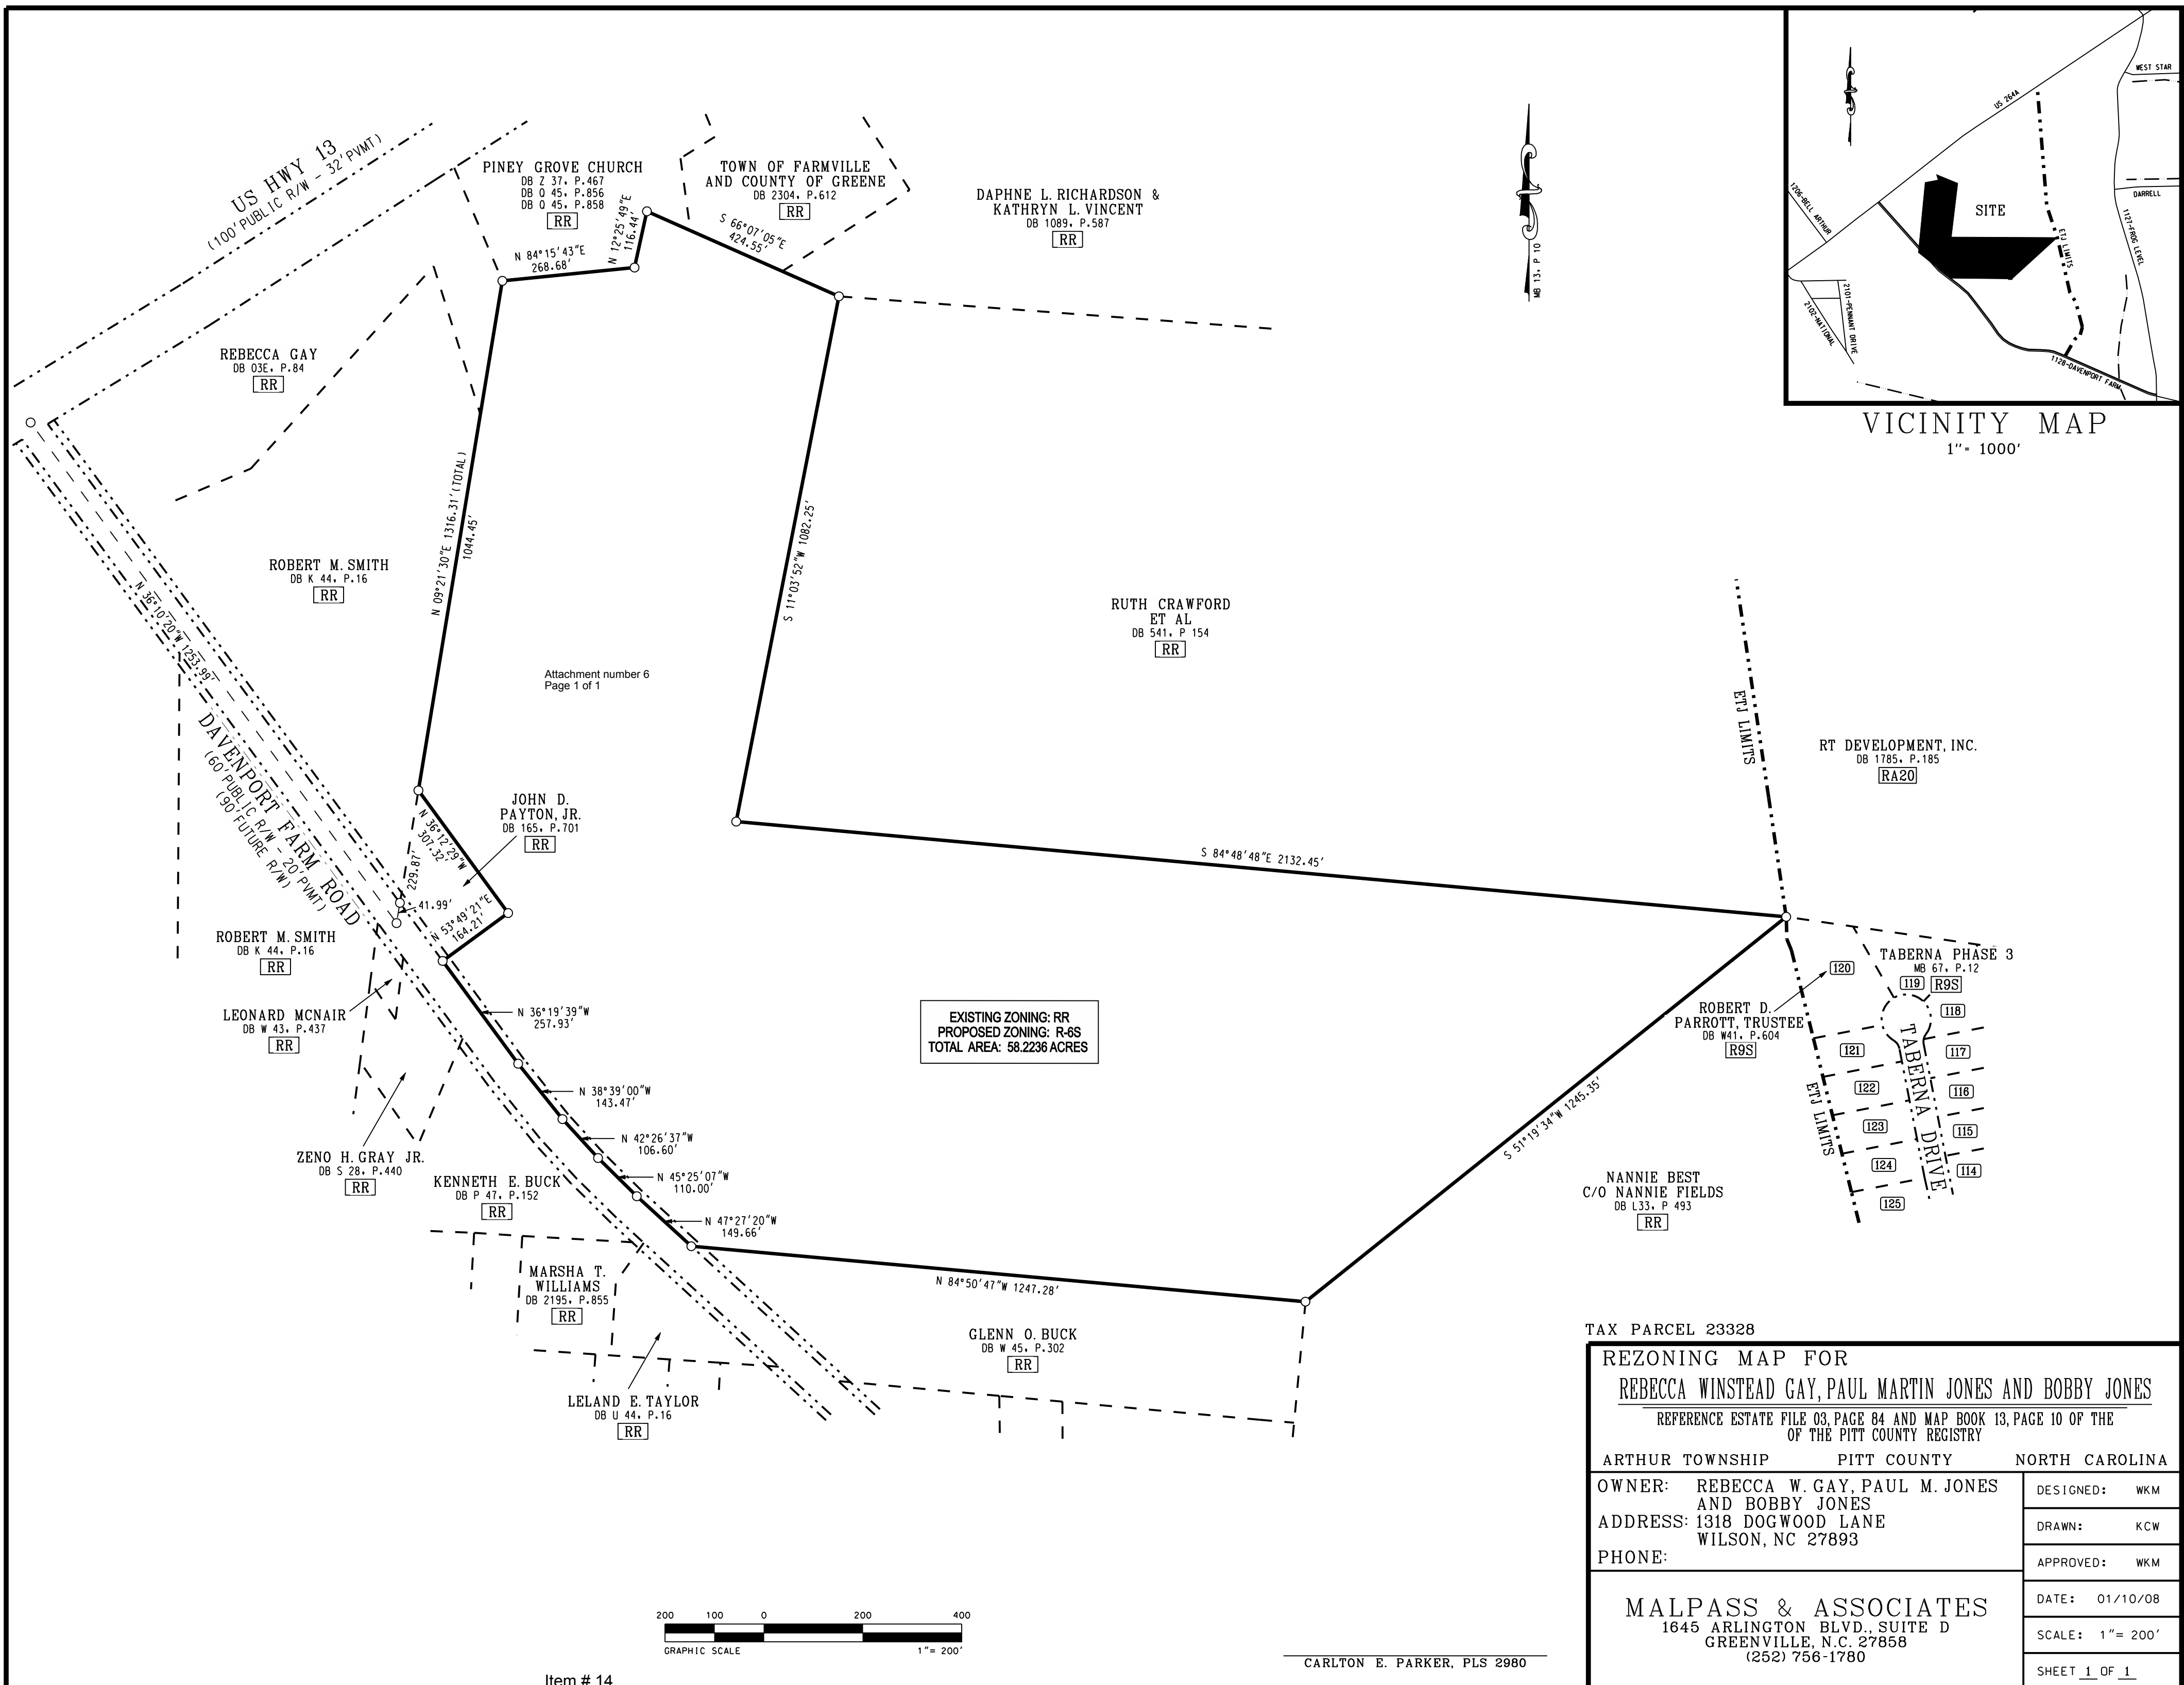 US HWY 13
(100' PUBLIC R/W - 32' PVMT)
PINEY GROVE CHURCH
DB Z 37, P.467
DB Q 45, P.856
DB Q 45, P.858
RR
TOWN OF FARMVILLE
AND COUNTY OF GREENE
DB 2304, P.612
RR
DAPHNE L. RICHARDSON &
KATHRYN L. VINCENT
DB 1089, P.587
RR
MB 13, P 10
N 84°15'43"E
268.68'
N 12°25'49"E
116.44'
S 66°07'05"E
424.55'
REBECCA GAY
DB 03E, P.84
RR
N 09°21'30"E 1316.31' (TOTAL)
1044.45'
S 11°03'52"W 1082.25'
ROBERT M. SMITH
DB K 44, P.16
RR
RUTH CRAWFORD
ET AL
DB 541, P 154
RR
N 36°10'20"W 1253.99'
Attachment number 6
Page 1 of 1
DAVENPORT FARM ROAD
(60' PUBLIC R/W - 20' PVMT)
(90' FUTURE R/W)
JOHN D.
PAYTON, JR.
DB 165, P.701
RR
N 36°12'29"W
307.32'
229.87'
41.99'
N 53°49'21"E
164.21'
S 84°48'48"E 2132.45'
ETJ LIMITS
RT DEVELOPMENT, INC.
DB 1785, P.185
RA20
ROBERT M. SMITH
DB K 44, P.16
RR
LEONARD MCNAIR
DB W 43, P.437
RR
N 36°19'39"W
257.93'
N 38°39'00"W
143.47'
N 42°26'37"W
106.60'
N 45°25'07"W
110.00'
N 47°27'20"W
149.66'
EXISTING ZONING: RR
PROPOSED ZONING: R-6S
TOTAL AREA: 58.2236 ACRES
TABERNA PHASE 3
MB 67, P.12
R9S
ROBERT D.
PARROTT, TRUSTEE
DB W41, P.604
R9S
120
119
118
121
117
122
116
123
115
124
114
125
TABERNA DRIVE
ETJ LIMITS
S 51°19'34"W 1245.35'
ZENO H. GRAY JR.
DB S 28, P.440
RR
KENNETH E. BUCK
DB P 47, P.152
RR
NANNIE BEST
C/O NANNIE FIELDS
DB L33, P 493
RR
MARSHA T.
WILLIAMS
DB 2195, P.855
RR
N 84°50'47"W 1247.28'
GLENN O. BUCK
DB W 45, P.302
RR
LELAND E. TAYLOR
DB U 44, P.16
RR
200 100 0 200 400
GRAPHIC SCALE 1"= 200'
Item # 14
CARLTON E. PARKER, PLS 2980
US 264A
WEST STAR
1206-BELL ARTHUR
SITE
DARRELL
ETJ LIMITS
1127-FROG LEVEL
2101-PENNANT DRIVE
2102-NATIONAL
1128-DAVENPORT FARM
VICINITY MAP
1"= 1000'
TAX PARCEL 23328
REZONING MAP FOR
REBECCA WINSTEAD GAY, PAUL MARTIN JONES AND BOBBY JONES
REFERENCE ESTATE FILE 03, PAGE 84 AND MAP BOOK 13, PAGE 10 OF THE
OF THE PITT COUNTY REGISTRY
ARTHUR TOWNSHIP PITT COUNTY NORTH CAROLINA
OWNER: REBECCA W. GAY, PAUL M. JONES
AND BOBBY JONES
ADDRESS: 1318 DOGWOOD LANE
WILSON, NC 27893
PHONE:
MALPASS & ASSOCIATES
1645 ARLINGTON BLVD., SUITE D
GREENVILLE, N.C. 27858
(252) 756-1780
DESIGNED: WKM
DRAWN: KCW
APPROVED: WKM
DATE: 01/10/08
SCALE: 1"= 200'
SHEET 1 OF 1